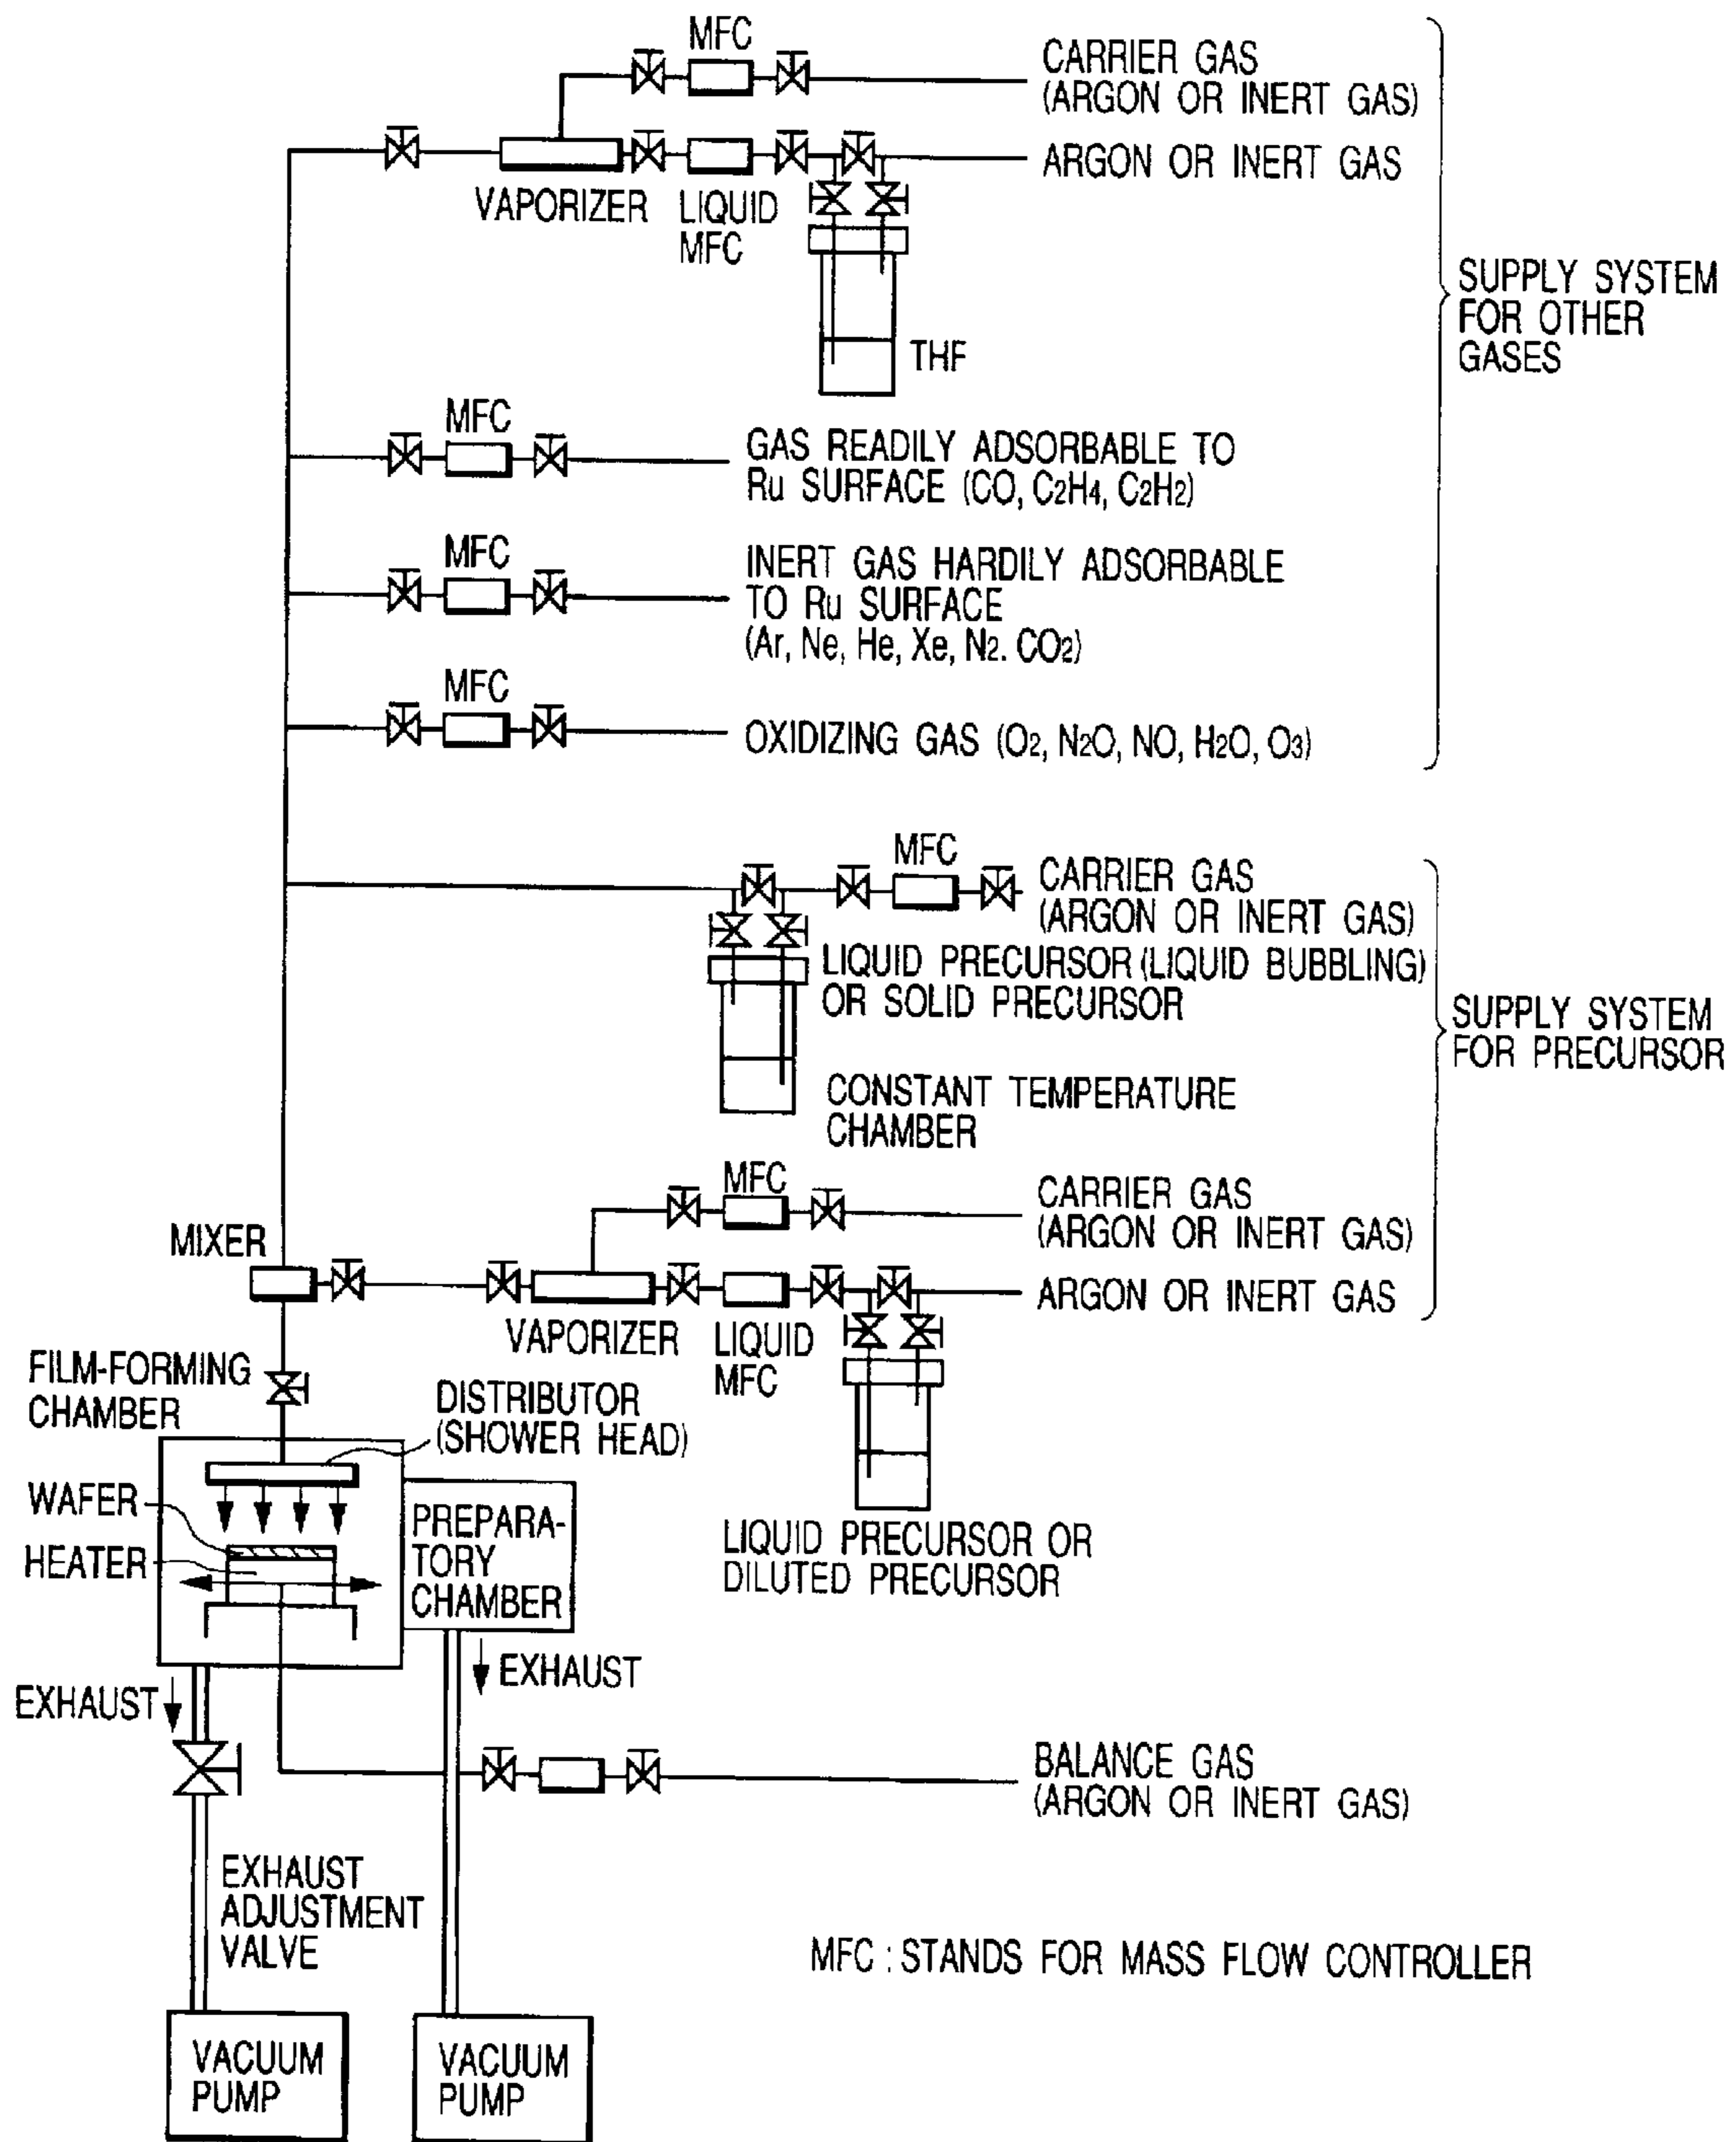 MFC
CARRIER GAS
(ARGON OR INERT GAS)
ARGON OR INERT GAS
VAPORIZER
LIQUID
MFC
THF
SUPPLY SYSTEM
FOR OTHER
GASES
MFC
GAS READILY ADSORBABLE TO
Ru SURFACE (CO, C2H4, C2H2)
MFC
INERT GAS HARDILY ADSORBABLE
TO Ru SURFACE
(Ar, Ne, He, Xe, N2. CO2)
MFC
OXIDIZING GAS (O2, N2O, NO, H2O, O3)
MFC
CARRIER GAS
(ARGON OR INERT GAS)
LIQUID PRECURSOR (LIQUID BUBBLING)
OR SOLID PRECURSOR
SUPPLY SYSTEM
FOR PRECURSOR
CONSTANT TEMPERATURE
CHAMBER
MFC
CARRIER GAS
(ARGON OR INERT GAS)
MIXER
ARGON OR INERT GAS
VAPORIZER
LIQUID
MFC
FILM-FORMING
CHAMBER
DISTRIBUTOR
(SHOWER HEAD)
WAFER
HEATER
PREPARA-
TORY
CHAMBER
LIQUID PRECURSOR OR
DILUTED PRECURSOR
EXHAUST
EXHAUST
BALANCE GAS
(ARGON OR INERT GAS)
EXHAUST
ADJUSTMENT
VALVE
MFC : STANDS FOR MASS FLOW CONTROLLER
VACUUM
PUMP
VACUUM
PUMP